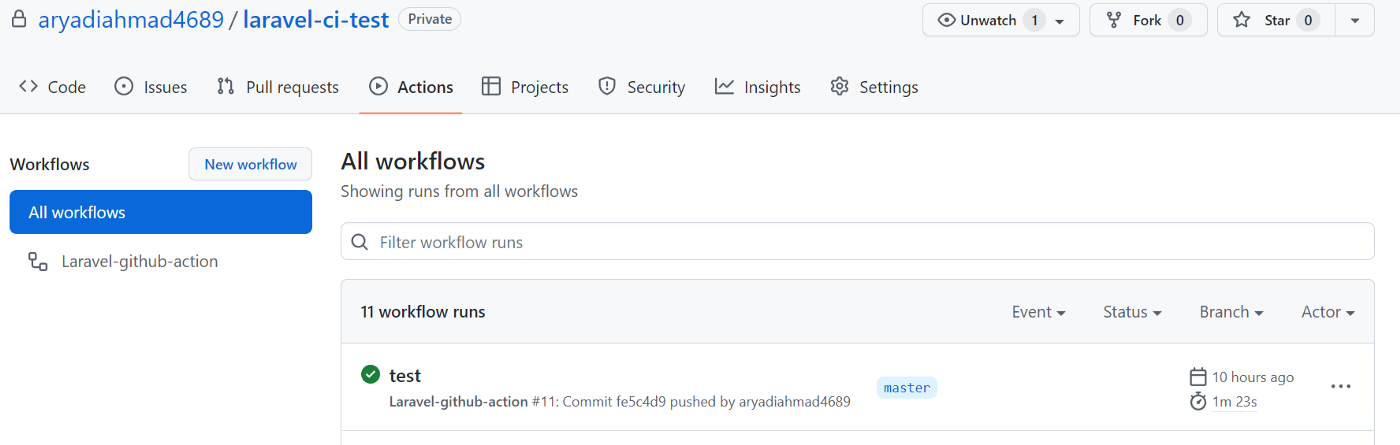 aryadiahmad4689 / laravel-ci-test Private
Unwatch 1 Fork 0 Star 0
Code Issues Pull requests Actions Projects Security Insights Settings
Workflows New workflow
All workflows
Laravel-github-action
All workflows
Showing runs from all workflows
Filter workflow runs
11 workflow runs Event Status Branch Actor
test
Laravel-github-action #11: Commit fe5c4d9 pushed by aryadiahmad4689
master
10 hours ago
1m 23s